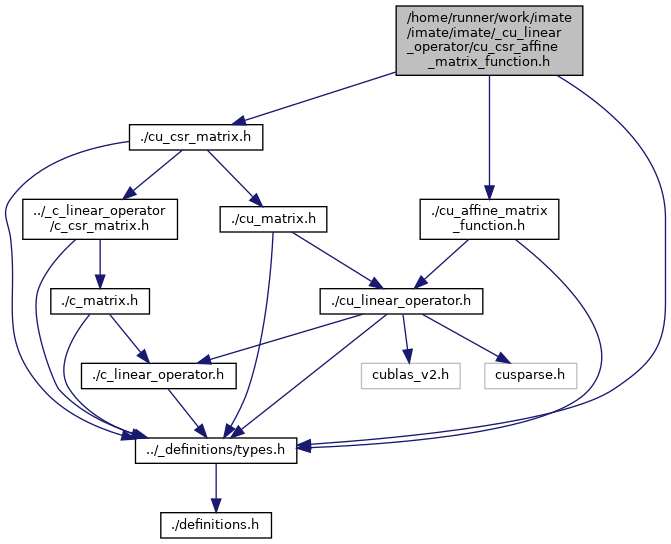 /home/runner/work/imate
/imate/imate/_cu_linear
_operator/cu_csr_affine
_matrix_function.h
./cu_csr_matrix.h
../_c_linear_operator
/c_csr_matrix.h
./cu_matrix.h
./cu_affine_matrix
_function.h
./c_matrix.h
./cu_linear_operator.h
./c_linear_operator.h
cublas_v2.h
cusparse.h
../_definitions/types.h
./definitions.h